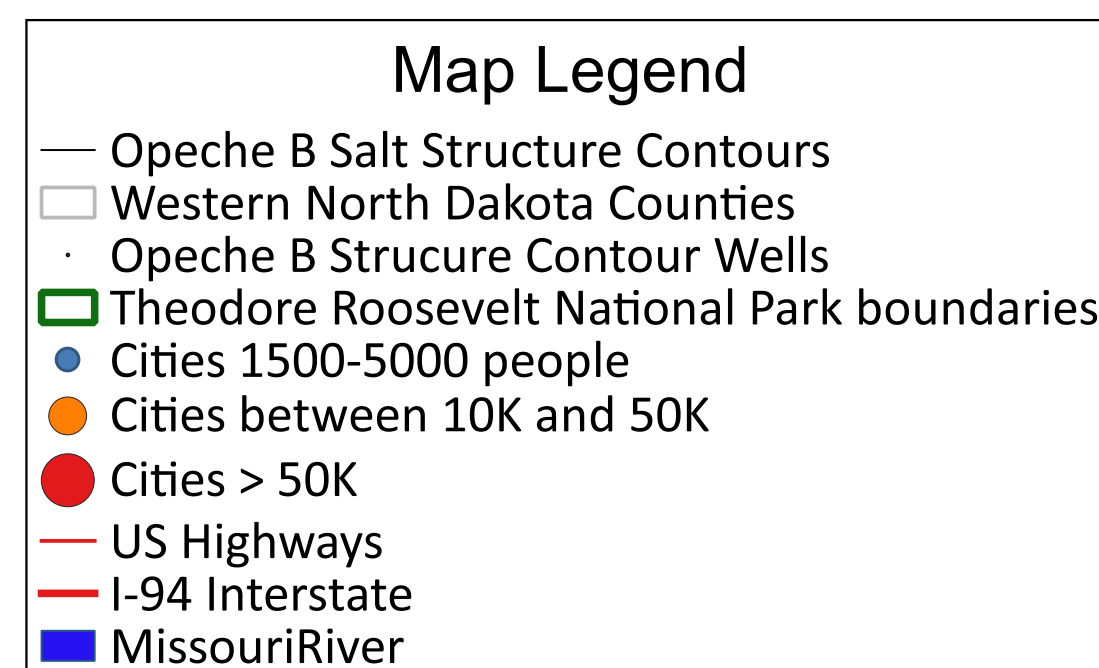 Map Legend
Opeche B Salt Structure Contours
Western North Dakota Counties
Opeche B Strucure Contour Wells
Theodore Roosevelt National Park boundaries
Cities 1500-5000 people
Cities between 10K and 50K
Cities > 50K
US Highways
I-94 Interstate
MissouriRiver